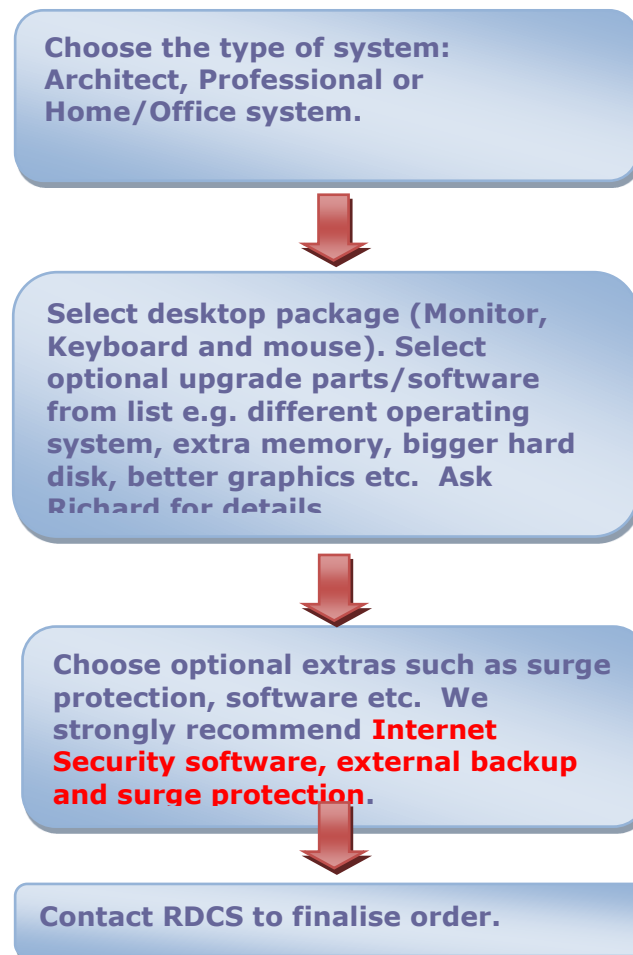 Choose the type of system:
Architect, Professional or
Home/Office system.
Select desktop package (Monitor,
Keyboard and mouse). Select
optional upgrade parts/software
from list e.g. different operating
system, extra memory, bigger hard
disk, better graphics etc.  Ask
Richard for details
Choose optional extras such as surge
protection, software etc.  We
strongly recommend Internet
Security software, external backup
and surge protection.
Contact RDCS to finalise order.